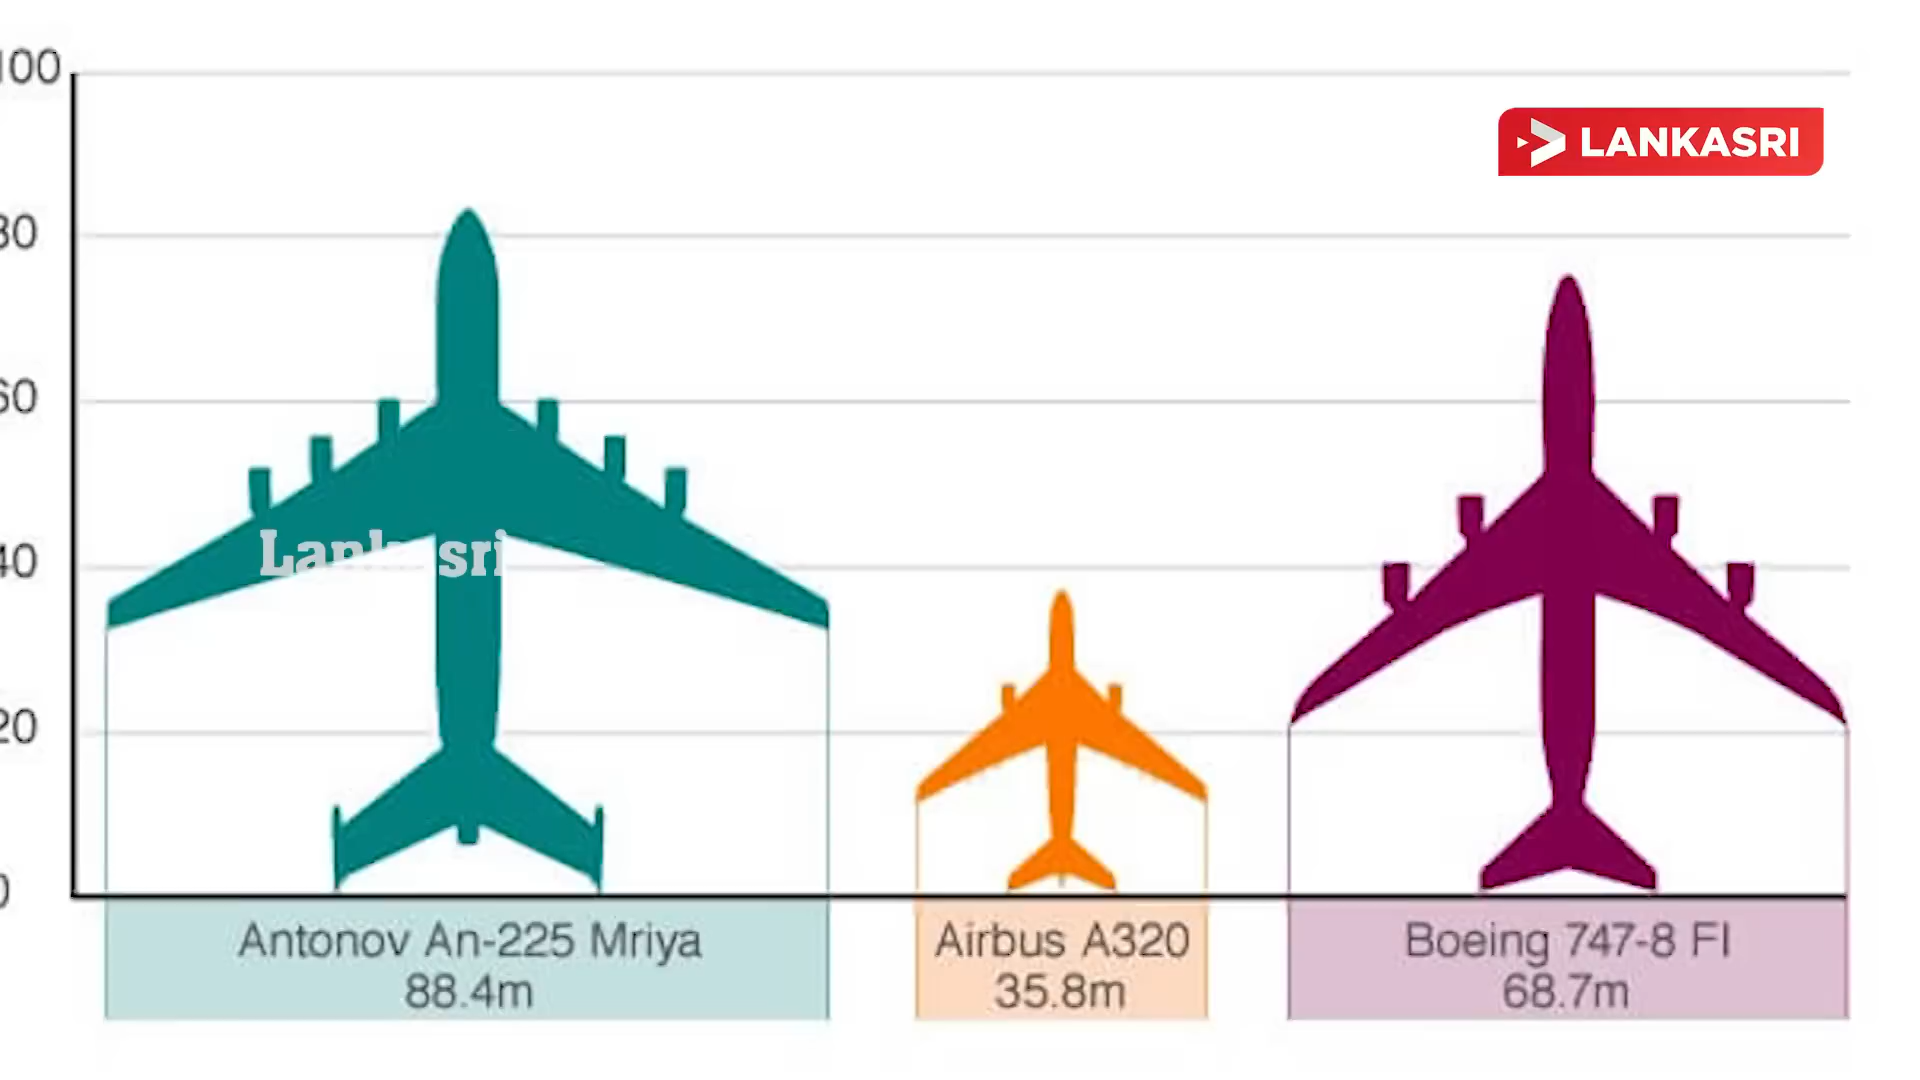 100
LANKASRI
80
60
40
Lankasri
20
0
Antonov An-225 Mriya
88.4m
Airbus A320
35.8m
Boeing 747-8 FI
68.7m